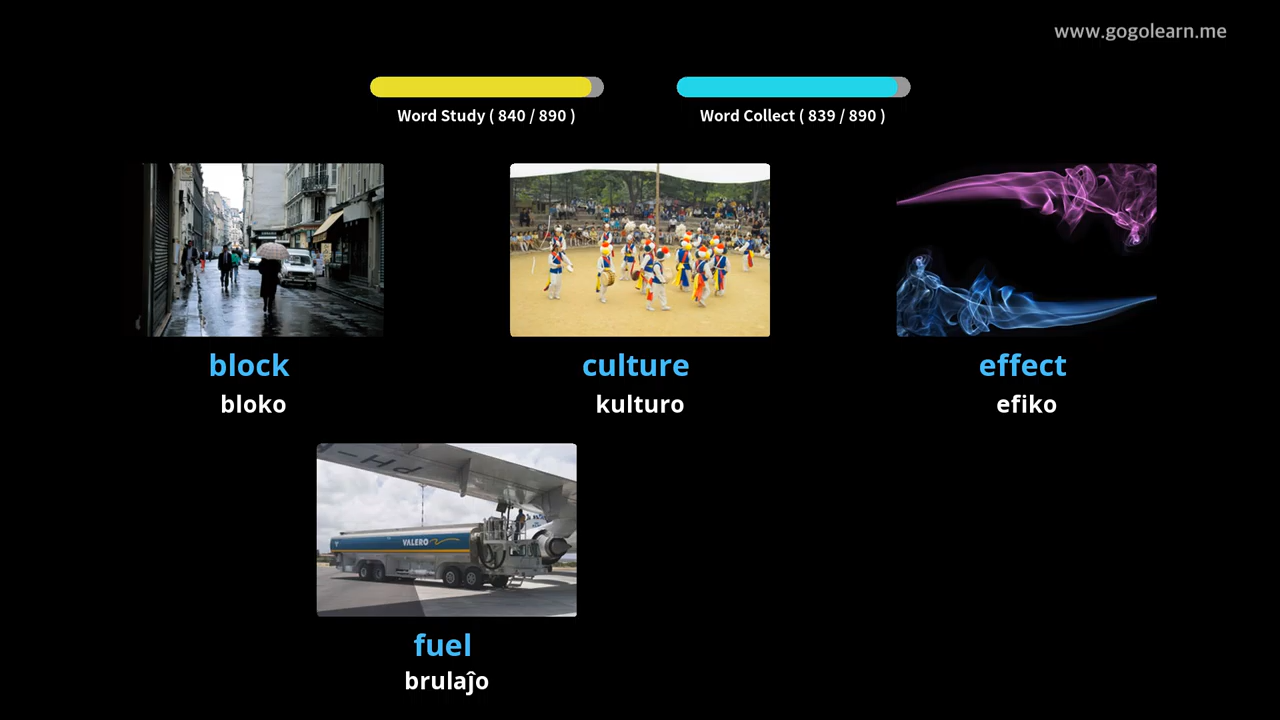 www.gogolearn.me
Word Study ( 840 / 890 )
Word Collect ( 839 / 890 )
block
bloko
culture
kulturo
effect
efiko
PH-
VALERO
fuel
brulaĵo